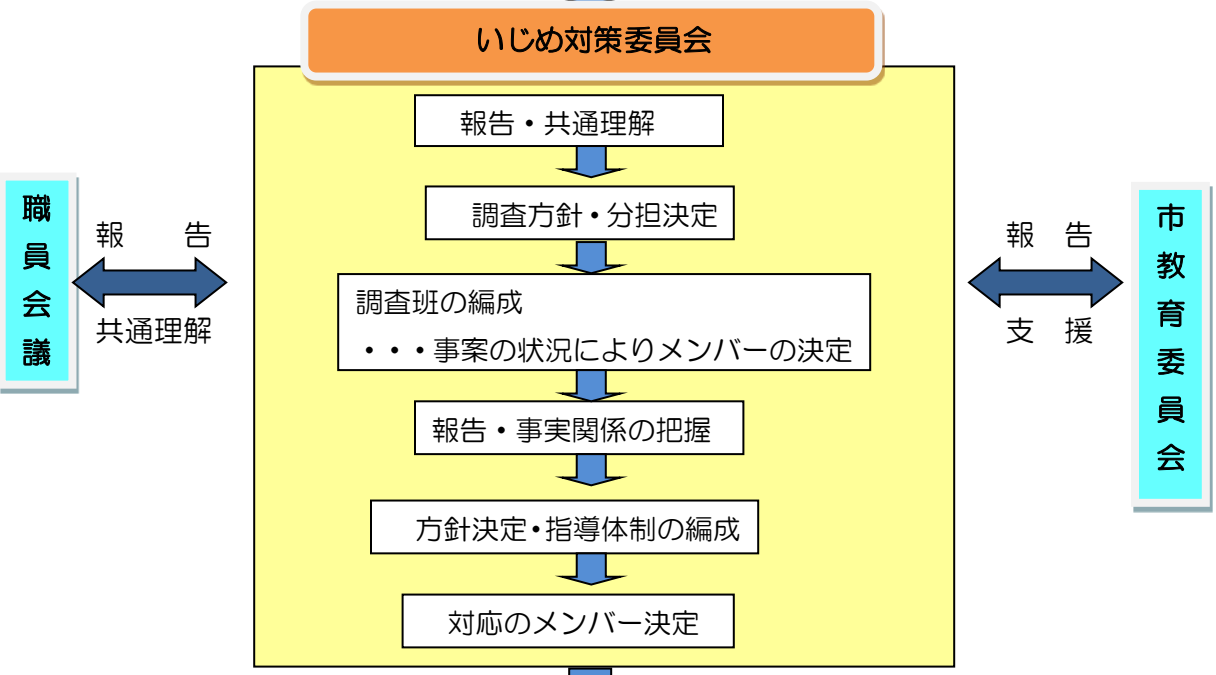 いじめ対策委員会
報告・共通理解
調査方針・分担決定
調査班の編成
・・・事案の状況によりメンバーの決定
報告・事実関係の把握
方針決定・指導体制の編成
対応のメンバー決定
職員会議
報　　告
共通理解
報　告
支　援
市教育委員会